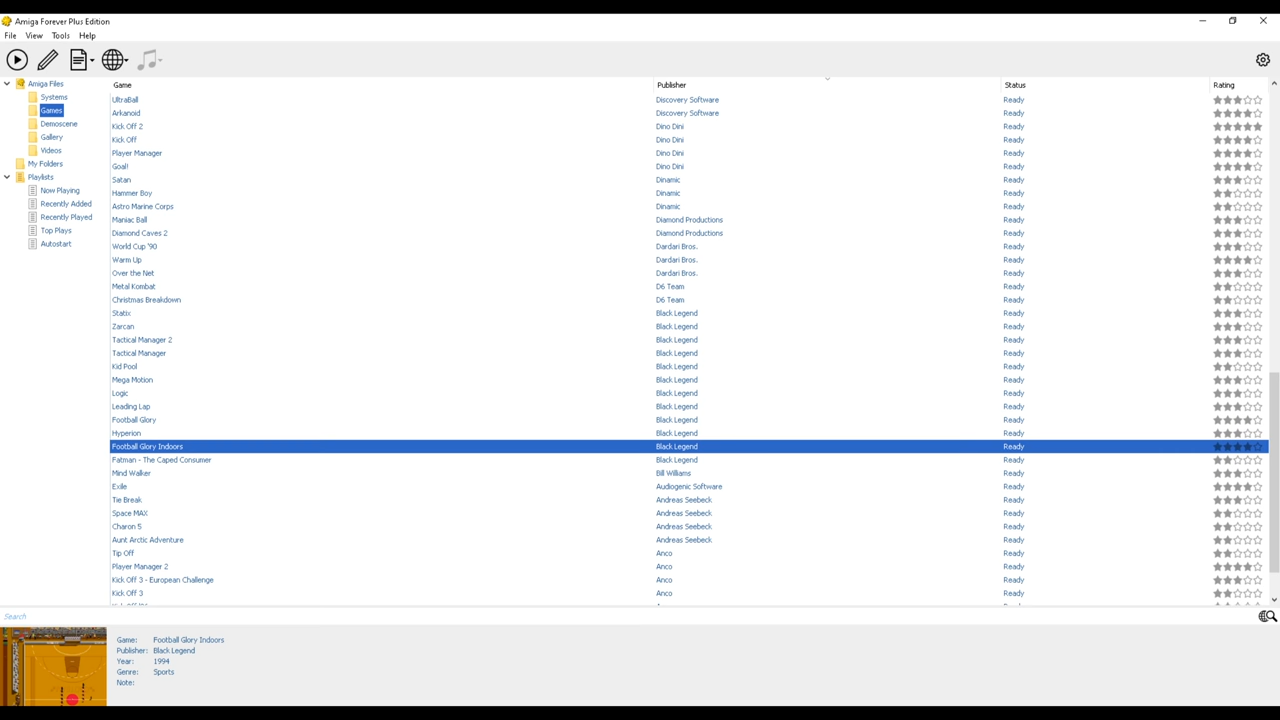 Amiga Forever Plus Edition
File View Tools Help
Amiga Files
Systems
Games
Demoscene
Gallery
Videos
My Folders
Playlists
Now Playing
Recently Added
Recently Played
Top Plays
Autostart
Game Publisher Status Rating
UltraBall Discovery Software Ready
Arkanoid Discovery Software Ready
Kick Off 2 Dino Dini Ready
Kick Off Dino Dini Ready
Player Manager Dino Dini Ready
Goal! Dino Dini Ready
Satan Dinamic Ready
Hammer Boy Dinamic Ready
Astro Marine Corps Dinamic Ready
Maniac Ball Diamond Productions Ready
Diamond Caves 2 Diamond Productions Ready
World Cup '90 Dardari Bros. Ready
Warm Up Dardari Bros. Ready
Over the Net Dardari Bros. Ready
Metal Kombat D6 Team Ready
Christmas Breakdown D6 Team Ready
Statix Black Legend Ready
Zarcan Black Legend Ready
Tactical Manager 2 Black Legend Ready
Tactical Manager Black Legend Ready
Kid Pool Black Legend Ready
Mega Motion Black Legend Ready
Logic Black Legend Ready
Leading Lap Black Legend Ready
Football Glory Black Legend Ready
Hyperion Black Legend Ready
Football Glory Indoors Black Legend Ready
Fatman - The Caped Consumer Black Legend Ready
Mind Walker Bill Williams Ready
Exile Audiogenic Software Ready
Tie Break Andreas Seebeck Ready
Space MAX Andreas Seebeck Ready
Charon 5 Andreas Seebeck Ready
Aunt Arctic Adventure Andreas Seebeck Ready
Tip Off Anco Ready
Player Manager 2 Anco Ready
Kick Off 3 - European Challenge Anco Ready
Kick Off 3 Anco Ready
Search
Game: Football Glory Indoors
Publisher: Black Legend
Year: 1994
Genre: Sports
Note: